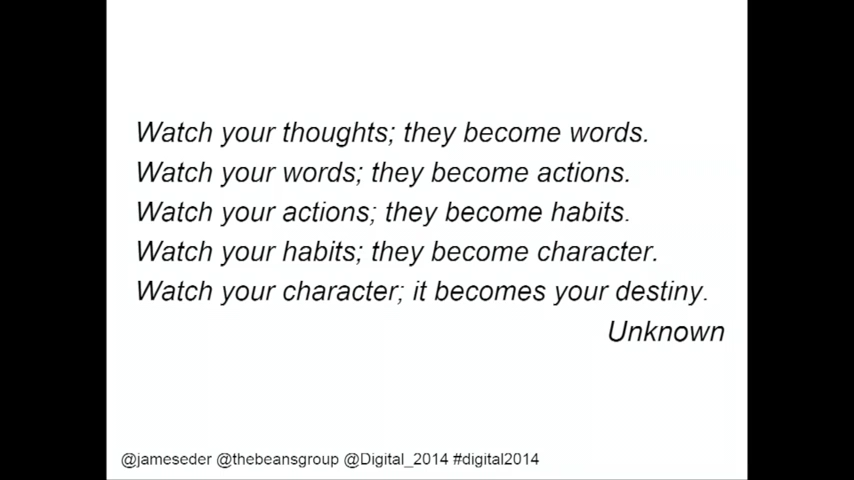 Watch your thoughts; they become words.
Watch your words; they become actions.
Watch your actions; they become habits.
Watch your habits; they become character.
Watch your character; it becomes your destiny.
Unknown
@jameseder @thebeansgroup @Digital_2014 #digital2014